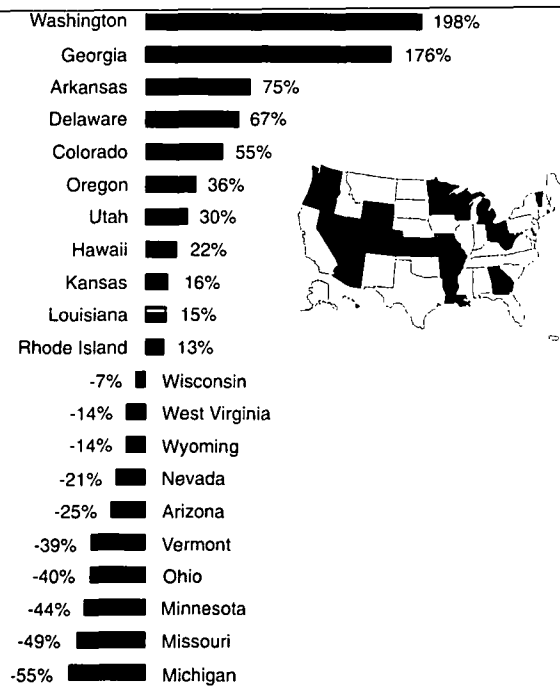 Washington 198%
Georgia 176%
Arkansas 75%
Delaware 67%
Colorado 55%
Oregon 36%
Utah 30%
Hawaii 22%
Kansas 16%
Louisiana 15%
Rhode Island 13%
-7% Wisconsin
-14% West Virginia
-14% Wyoming
-21% Nevada
-25% Arizona
-39% Vermont
-40% Ohio
-44% Minnesota
-49% Missouri
-55% Michigan